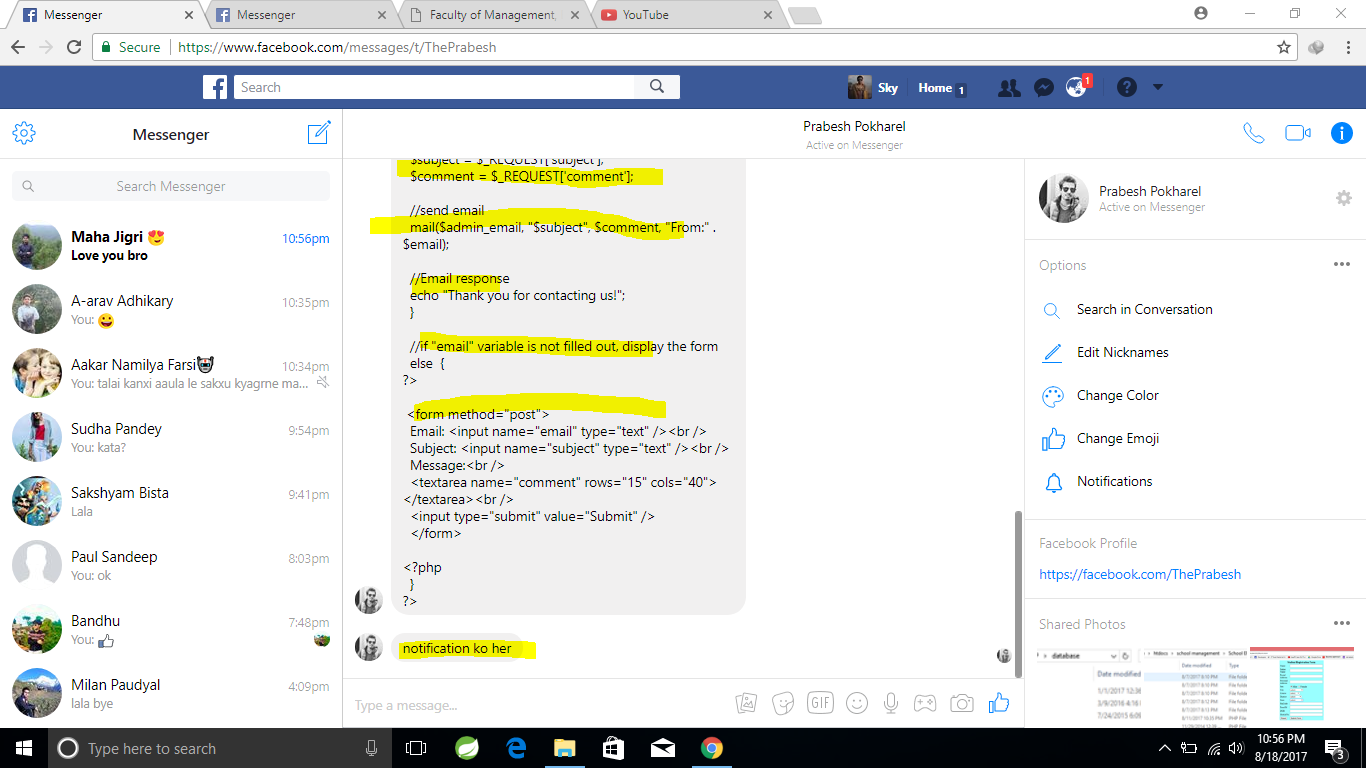 Messenger
Messenger
Faculty of Management,
YouTube
Secure
https://www.facebook.com/messages/t/ThePrabesh
Search
Sky
Home 1
1
Messenger
Search Messenger
Maha Jigri 😍
10:56pm
Love you bro
A-arav Adhikary
10:35pm
You: 😀
Aakar Namilya Farsi
10:34pm
You: talai kanxi aaula le sakxu kyagrne ma...
Sudha Pandey
9:54pm
You: kata?
Sakshyam Bista
9:41pm
Lala
Paul Sandeep
8:03pm
You: ok
Bandhu
7:48pm
You: 👍
Milan Paudyal
4:09pm
lala bye
Prabesh Pokharel
Active on Messenger
$subject = $_REQUEST['subject'];
$comment = $_REQUEST['comment'];
//send email
mail($admin_email, "$subject", $comment, "From:" .
$email);
//Email response
echo "Thank you for contacting us!";
}
//if "email" variable is not filled out, display the form
else {
?>
<form method="post">
Email: <input name="email" type="text" /><br />
Subject: <input name="subject" type="text" /><br />
Message:<br />
<textarea name="comment" rows="15" cols="40">
</textarea><br />
<input type="submit" value="Submit" />
</form>
<?php
}
?>
notification ko her
Type a message...
GIF
Prabesh Pokharel
Active on Messenger
Options
Search in Conversation
Edit Nicknames
Change Color
Change Emoji
Notifications
Facebook Profile
https://facebook.com/ThePrabesh
Shared Photos
database
Date modified
school management
Date modified
Type
Type here to search
10:56 PM
8/18/2017
3